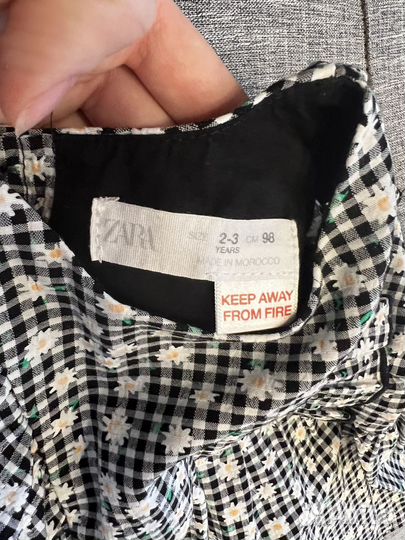 ZARA
SIZE 2-3 CM 98
YEARS
MADE IN MOROCCO
KEEP AWAY
FROM FIRE